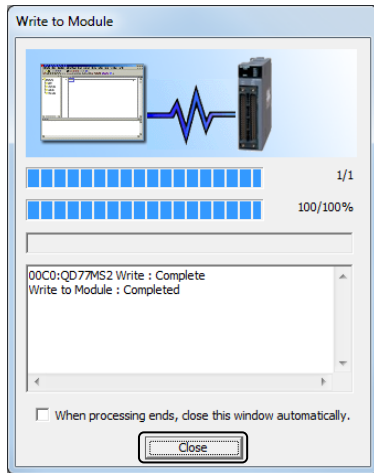 Write to Module
1/1
100/100%
00C0:QD77MS2 Write : Complete
Write to Module : Completed
When processing ends, close this window automatically.
Close